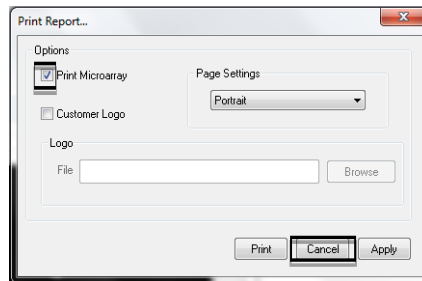 Print Report...
Options
Print Microarray
Page Settings
Portrait
Customer Logo
Logo
File
Browse
Print
Cancel
Apply